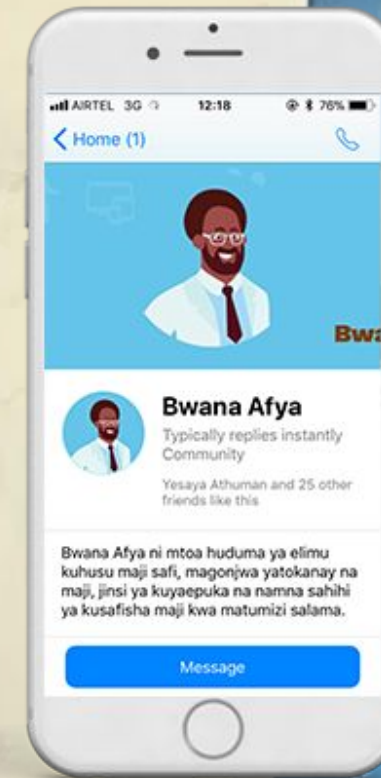 AIRTEL 3G 12:18 76%
Home (1)
Bwa
Bwana Afya
Typically replies instantly
Community
Yesaya Athuman and 25 other
friends like this
Bwana Afya ni mtoa huduma ya elimu
kuhusu maji safi, magonjwa yatokanay na
maji, jinsi ya kuyaepuka na namna sahihi
ya kusafisha maji kwa matumizi salama.
Message